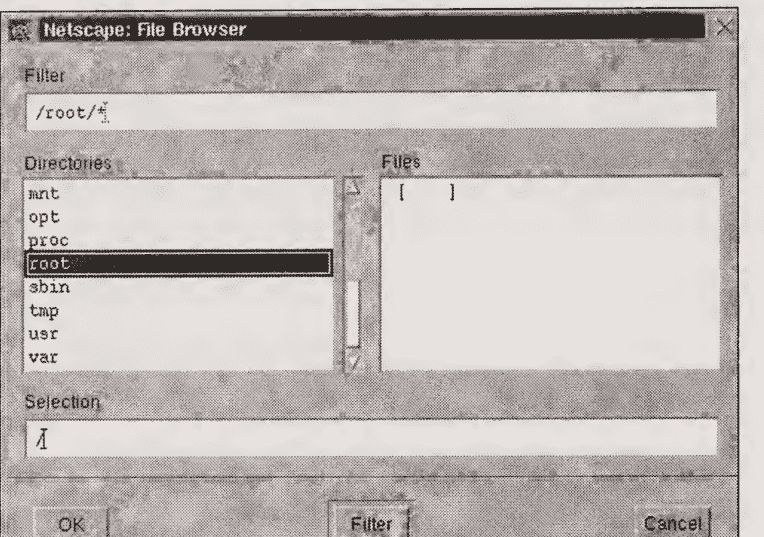 Netscape: File Browser
Filter
/root/*
Directories
mnt
opt
proc
root
sbin
tmp
usr
var
Files
[    ]
Selection
/
OK
Filter
Cancel